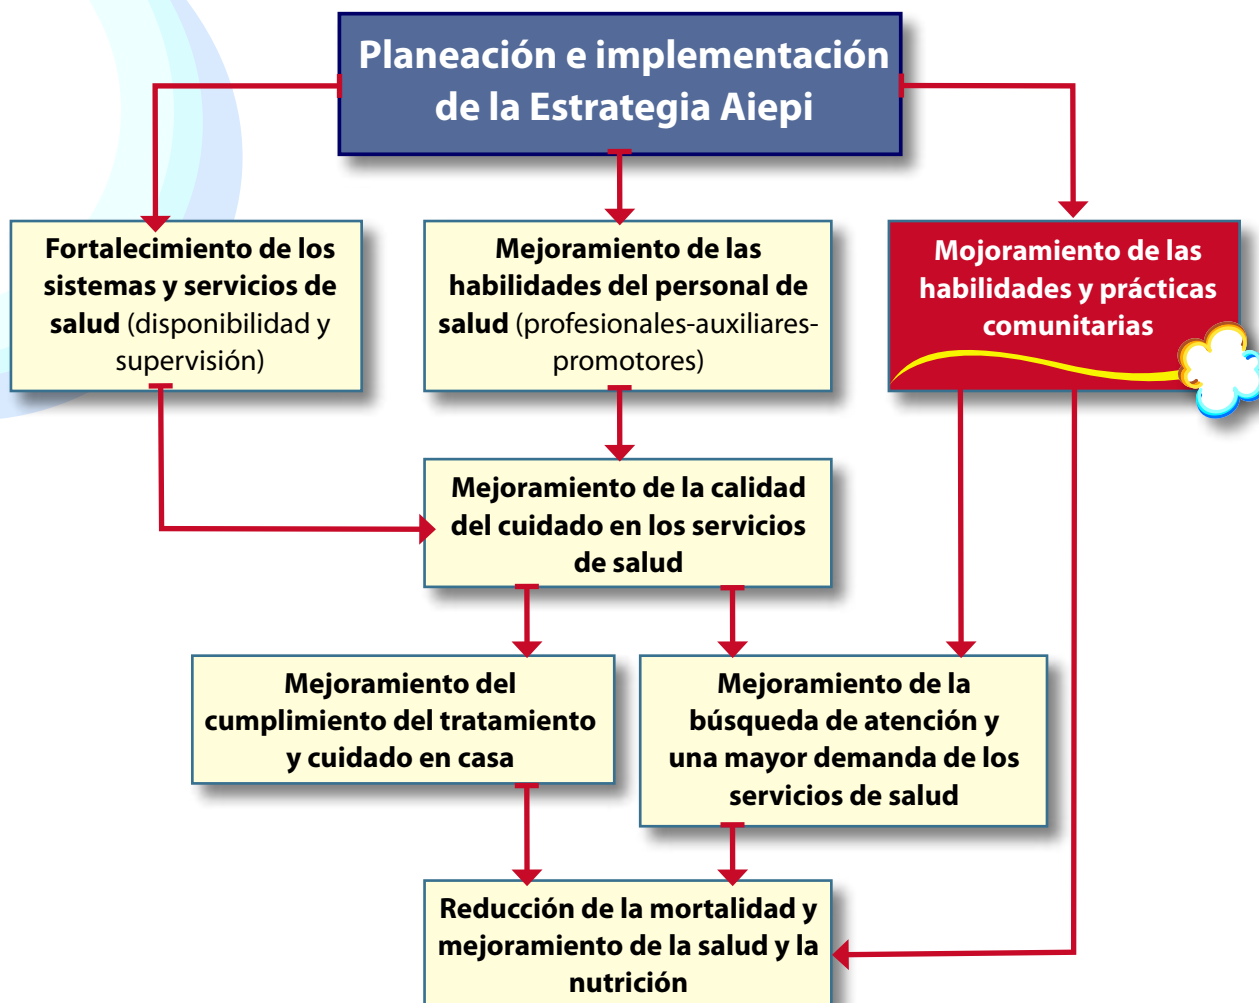 Planeación e implementación
de la Estrategia Aiepi
Fortalecimiento de los
sistemas y servicios de
salud (disponibilidad y
supervisión)
Mejoramiento de las
habilidades del personal de
salud (profesionales-auxiliares-
promotores)
Mojoramiento de las
habilidades y prácticas
comunitarias
Mejoramiento de la calidad
del cuidado en los servicios
de salud
Mejoramiento del
cumplimiento del tratamiento
y cuidado en casa
Mejoramiento de la
búsqueda de atención y
una mayor demanda de los
servicios de salud
Reducción de la mortalidad y
mejoramiento de la salud y la
nutrición